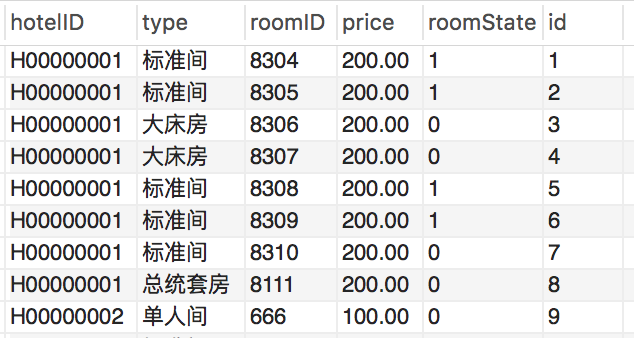 hotelID type roomID price roomState id
H00000001 标准间 8304 200.00 1 1
H00000001 标准间 8305 200.00 1 2
H00000001 大床房 8306 200.00 0 3
H00000001 大床房 8307 200.00 0 4
H00000001 标准间 8308 200.00 1 5
H00000001 标准间 8309 200.00 1 6
H00000001 标准间 8310 200.00 0 7
H00000001 总统套房 8111 200.00 0 8
H00000002 单人间 666 100.00 0 9